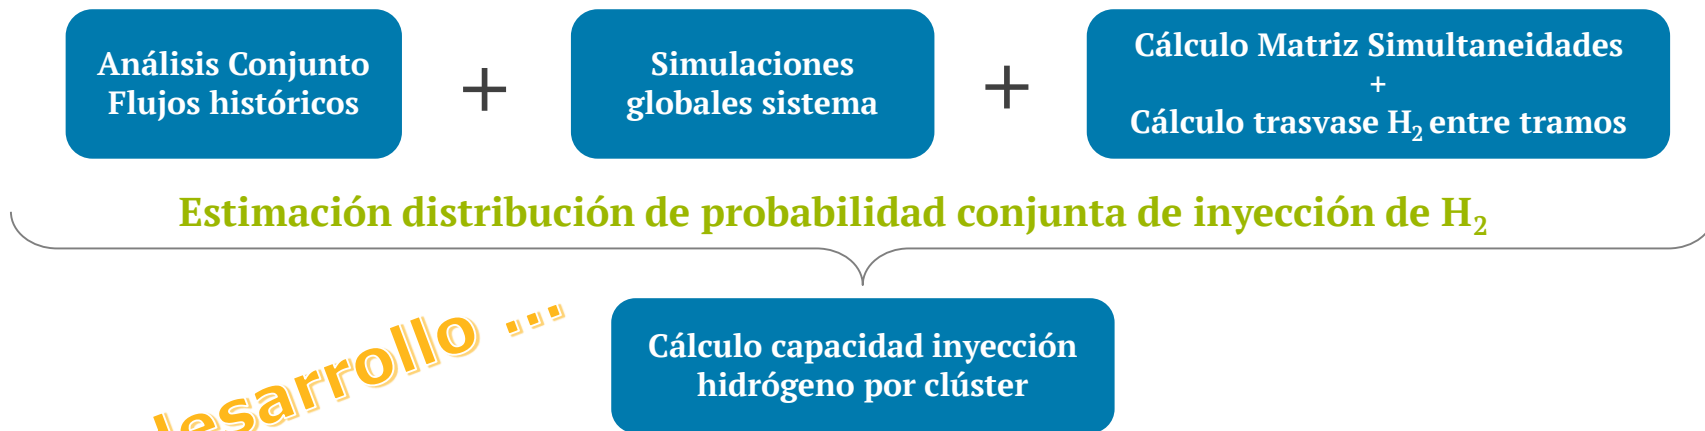 Análisis Conjunto
Flujos históricos
+
Simulaciones
globales sistema
+
Cálculo Matriz Simultaneidades
+
Cálculo trasvase H₂ entre tramos
Estimación distribución de probabilidad conjunta de inyección de H₂
desarrollo ...
Cálculo capacidad inyección
hidrógeno por clúster